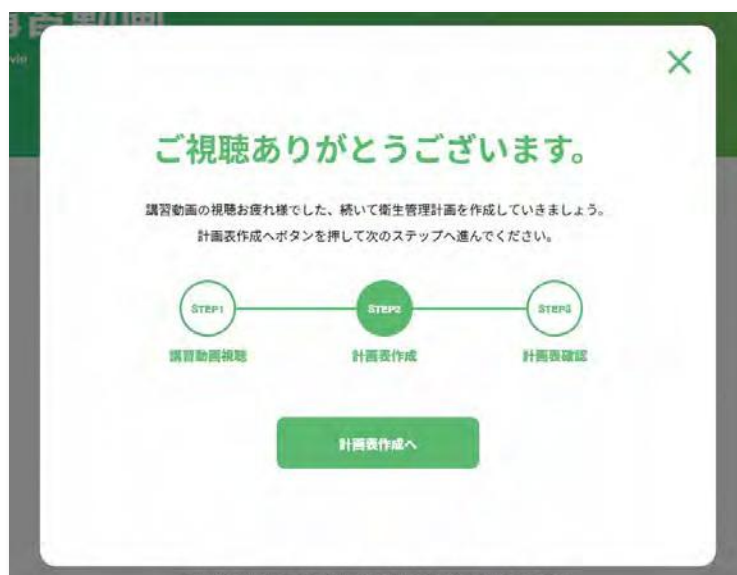 講習動画
ご視聴ありがとうございます。
講習動画の視聴お疲れ様でした、続いて衛生管理計画を作成していきましょう。
計画表作成へボタンを押して次のステップへ進んでください。
STEP1
STEP2
STEP3
講習動画視聴
計画表作成
計画表確認
計画表作成へ